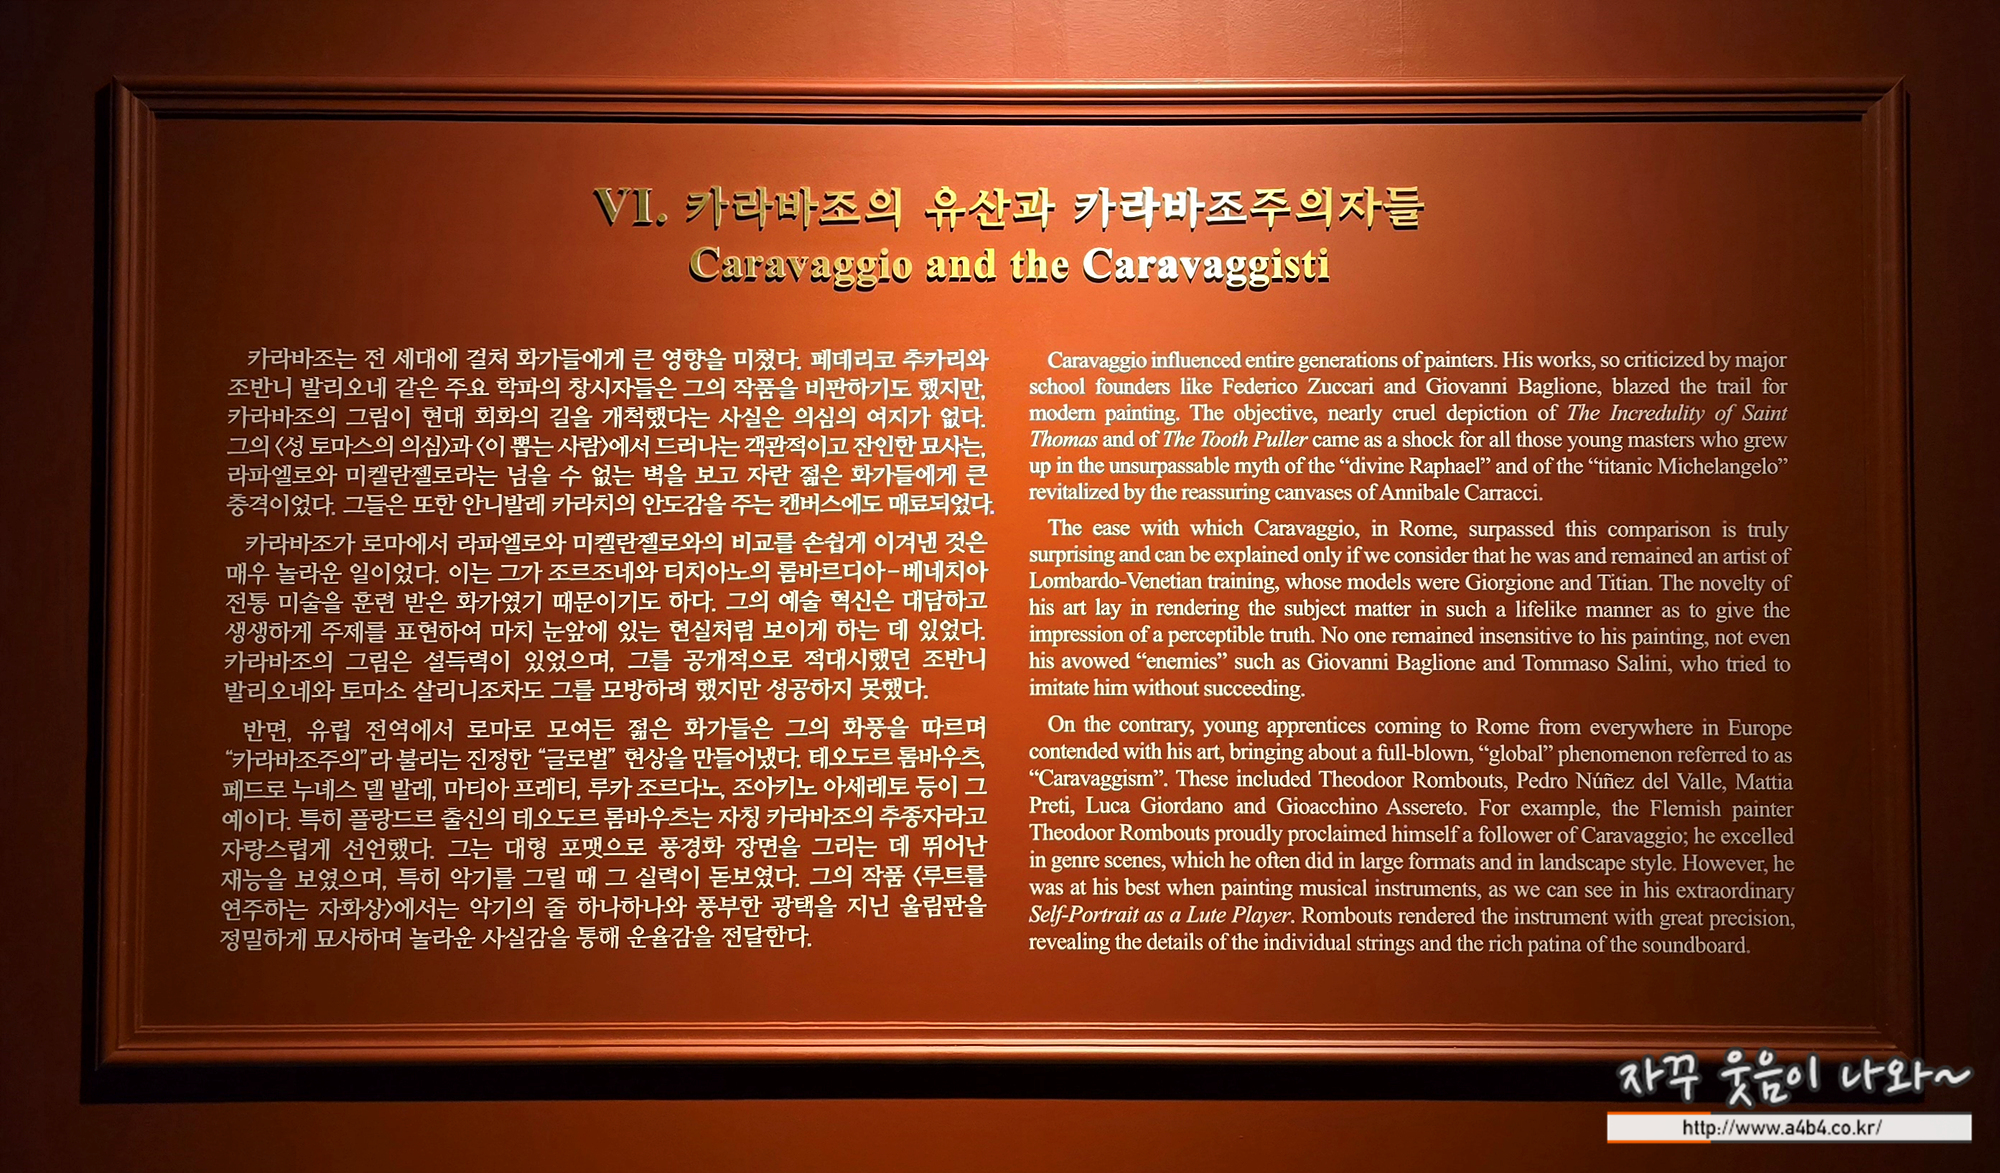 VI. 카라바조의 유산과 카라바조주의자들
Caravaggio and the Caravaggisti
카라바조는 전 세대에 걸쳐 화가들에게 큰 영향을 미쳤다. 페데리코 추카리와
조반니 발리오네 같은 주요 학파의 창시자들은 그의 작품을 비판하기도 했지만,
카라바조의 그림이 현대 회화의 길을 개척했다는 사실은 의심의 여지가 없다.
그의 〈성 토마스의 의심〉과 〈이 뽑는 사람〉에서 드러나는 객관적이고 잔인한 묘사는,
라파엘로와 미켈란젤로라는 넘을 수 없는 벽을 보고 자란 젊은 화가들에게 큰
충격이었다. 그들은 또한 안니발레 카라치의 안도감을 주는 캔버스에도 매료되었다.
카라바조가 로마에서 라파엘로와 미켈란젤로와의 비교를 손쉽게 이겨낸 것은
매우 놀라운 일이었다. 이는 그가 조르조네와 티치아노의 롬바르디아-베네치아
전통 미술을 훈련 받은 화가였기 때문이기도 하다. 그의 예술 혁신은 대담하고
생생하게 주제를 표현하여 마치 눈앞에 있는 현실처럼 보이게 하는 데 있었다.
카라바조의 그림은 설득력이 있었으며, 그를 공개적으로 적대시했던 조반니
발리오네와 토마소 살리니조차도 그를 모방하려 했지만 성공하지 못했다.
반면, 유럽 전역에서 로마로 모여든 젊은 화가들은 그의 화풍을 따르며
“카라바조주의”라 불리는 진정한 “글로벌” 현상을 만들어냈다. 테오도르 롬바우츠,
페드로 누녜스 델 발레, 마티아 프레티, 루카 조르다노, 조아키노 아세레토 등이 그
예이다. 특히 플랑드르 출신의 테오도르 롬바우츠는 자칭 카라바조의 추종자라고
자랑스럽게 선언했다. 그는 대형 포맷으로 풍경화 장면을 그리는 데 뛰어난
재능을 보였으며, 특히 악기를 그릴 때 그 실력이 돋보였다. 그의 작품 〈루트를
연주하는 자화상〉에서는 악기의 줄 하나하나와 풍부한 광택을 지닌 울림판을
정밀하게 묘사하며 놀라운 사실감을 통해 운율감을 전달한다.
Caravaggio influenced entire generations of painters. His works, so criticized by major
school founders like Federico Zuccari and Giovanni Baglione, blazed the trail for
modern painting. The objective, nearly cruel depiction of The Incredulity of Saint
Thomas and of The Tooth Puller came as a shock for all those young masters who grew
up in the unsurpassable myth of the “divine Raphael” and of the “titanic Michelangelo”
revitalized by the reassuring canvases of Annibale Carracci.
The ease with which Caravaggio, in Rome, surpassed this comparison is truly
surprising and can be explained only if we consider that he was and remained an artist of
Lombardo-Venetian training, whose models were Giorgione and Titian. The novelty of
his art lay in rendering the subject matter in such a lifelike manner as to give the
impression of a perceptible truth. No one remained insensitive to his painting, not even
his avowed “enemies” such as Giovanni Baglione and Tommaso Salini, who tried to
imitate him without succeeding.
On the contrary, young apprentices coming to Rome from everywhere in Europe
contended with his art, bringing about a full-blown, “global” phenomenon referred to as
“Caravaggism”. These included Theodoor Rombouts, Pedro Núñez del Valle, Mattia
Preti, Luca Giordano and Gioacchino Assereto. For example, the Flemish painter
Theodoor Rombouts proudly proclaimed himself a follower of Caravaggio; he excelled
in genre scenes, which he often did in large formats and in landscape style. However, he
was at his best when painting musical instruments, as we can see in his extraordinary
Self-Portrait as a Lute Player. Rombouts rendered the instrument with great precision,
revealing the details of the individual strings and the rich patina of the soundboard.
자꾸 웃음이 나와~
http://www.a4b4.co.kr/